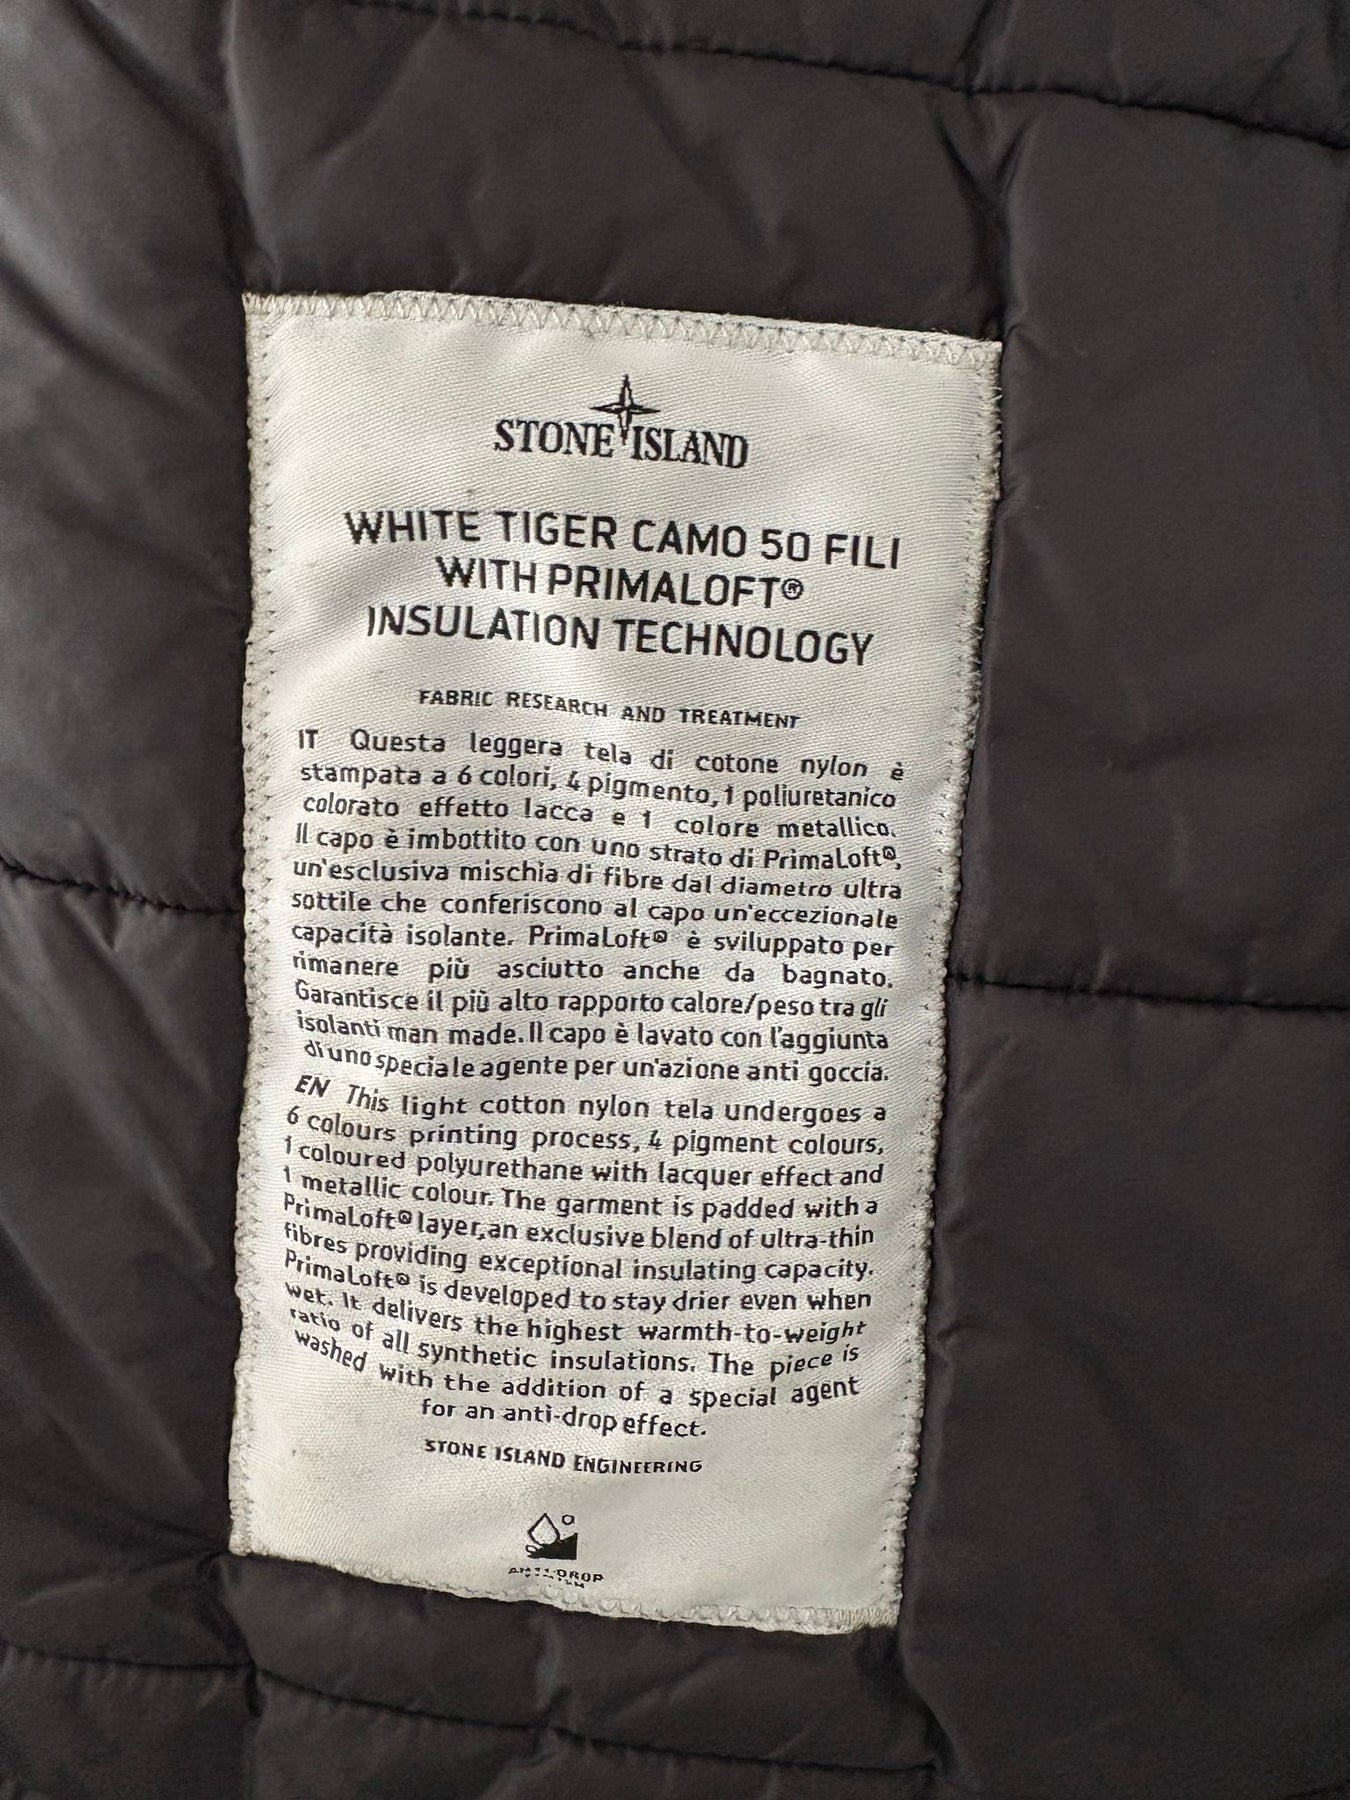 STONE ISLAND
WHITE TIGER CAMO 50 FILI
WITH PRIMALOFT®
INSULATION TECHNOLOGY
FABRIC RESEARCH AND TREATMENT
IT Questa leggera tela di cotone nylon è
stampata a 6 colori, 4 pigmento, 1 poliuretanico
colorato effetto lacca e 1 colore metallico.
Il capo è imbottito con uno strato di PrimaLoft®,
un'esclusiva mischia di fibre dal diametro ultra
sottile che conferiscono al capo un'eccezionale
capacità isolante. PrimaLoft® è sviluppato per
rimanere più asciutto anche da bagnato.
Garantisce il più alto rapporto calore/peso tra gli
isolanti man made. Il capo è lavato con l'aggiunta
di uno speciale agente per un'azione anti goccia.
EN This light cotton nylon tela undergoes a
6 colours printing process, 4 pigment colours,
1 coloured polyurethane with lacquer effect and
1 metallic colour. The garment is padded with a
PrimaLoft® layer, an exclusive blend of ultra-thin
fibres providing exceptional insulating capacity.
PrimaLoft® is developed to stay drier even when
wet. It delivers the highest warmth-to-weight
ratio of all synthetic insulations. The piece is
washed with the addition of a special agent
for an anti-drop effect.
STONE ISLAND ENGINEERING
ANTI-DROP